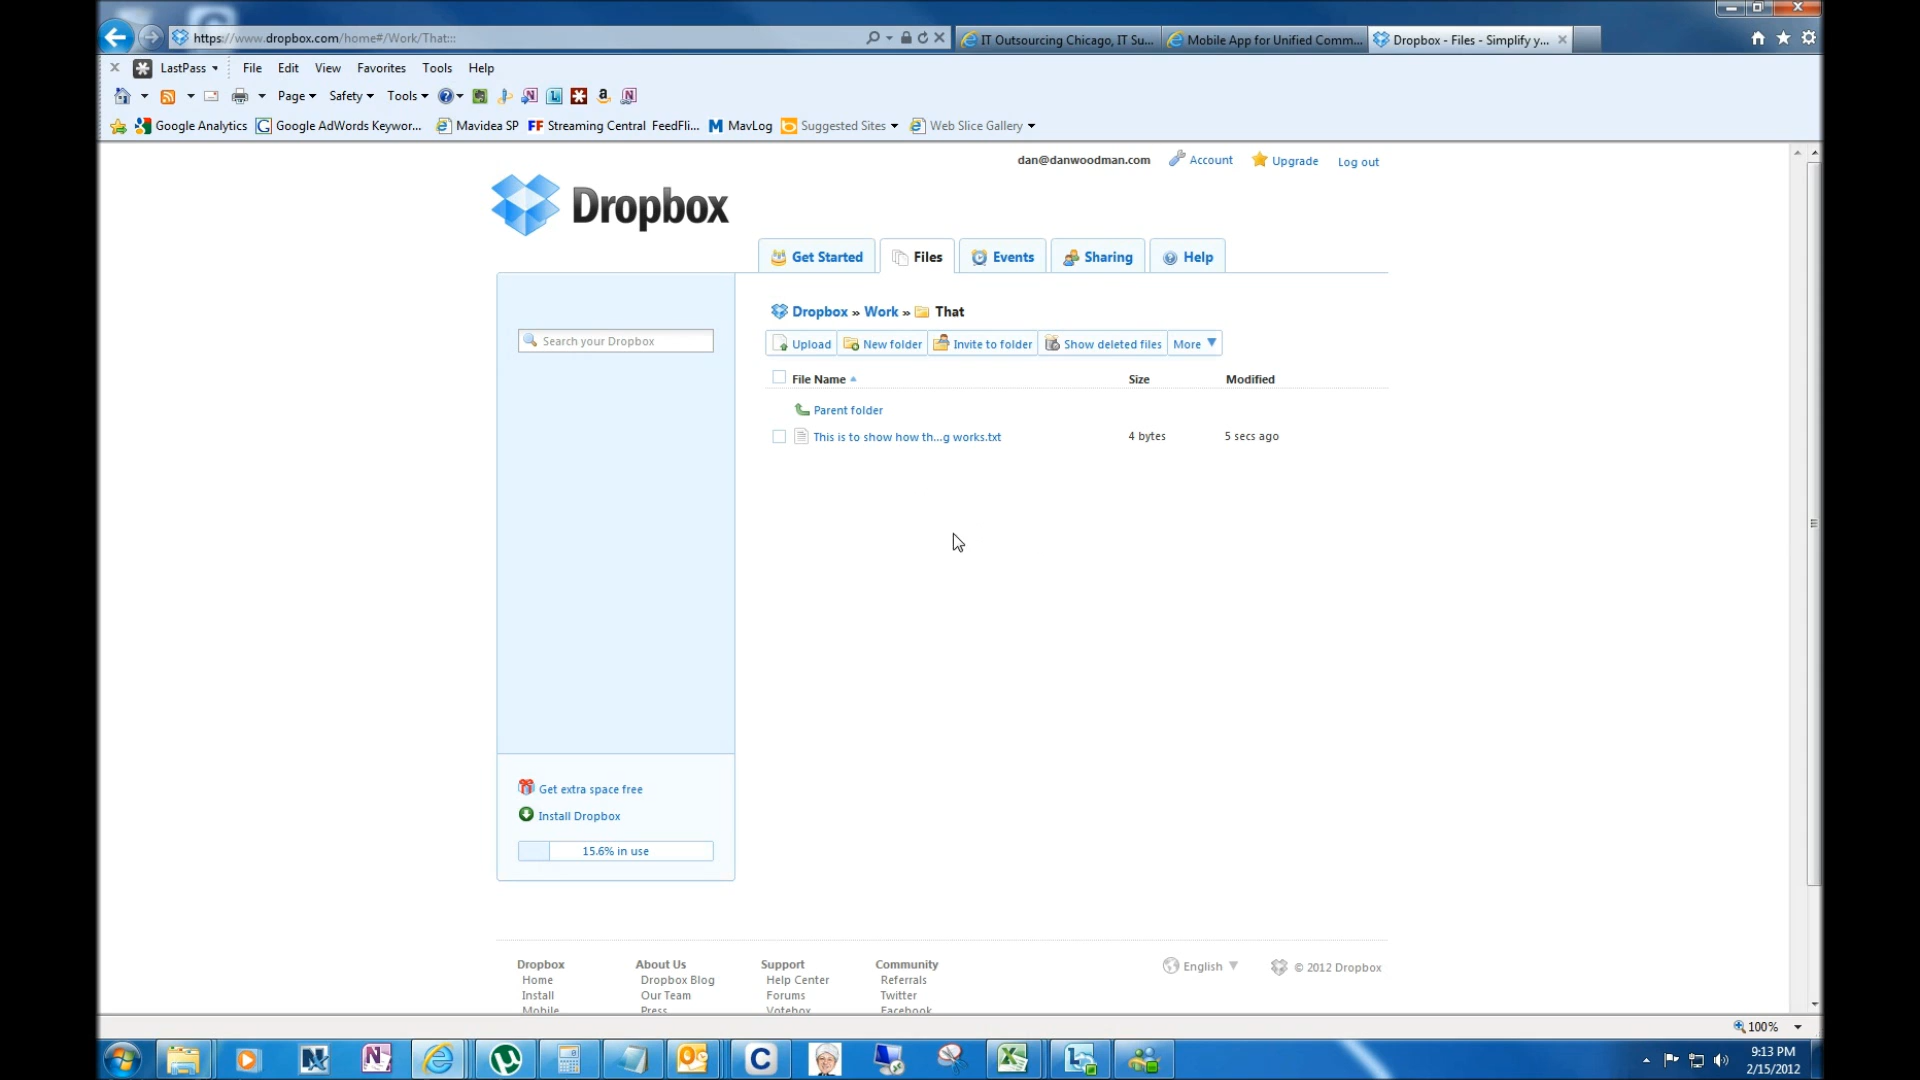 https://www.dropbox.com/home#/Work/That:::
IT Outsourcing Chicago, IT Su...
Mobile App for Unified Comm...
Dropbox - Files - Simplify y...
LastPass
File Edit View Favorites Tools Help
Page Safety Tools
Google Analytics
Google AdWords Keywor...
Mavidea SP
FF Streaming Central FeedFli...
M MavLog
Suggested Sites
Web Slice Gallery
dan@danwoodman.com Account Upgrade Log out
Dropbox
Get Started Files Events Sharing Help
Dropbox » Work » That
Search your Dropbox
Upload New folder Invite to folder Show deleted files More
File Name Size Modified
Parent folder
This is to show how th...g works.txt 4 bytes 5 secs ago
Get extra space free
Install Dropbox
15.6% in use
Dropbox About Us Support Community
Home Dropbox Blog Help Center Referrals
Install Our Team Forums Twitter
Mobile Press Votebox Facebook
English © 2012 Dropbox
100%
9:13 PM
2/15/2012